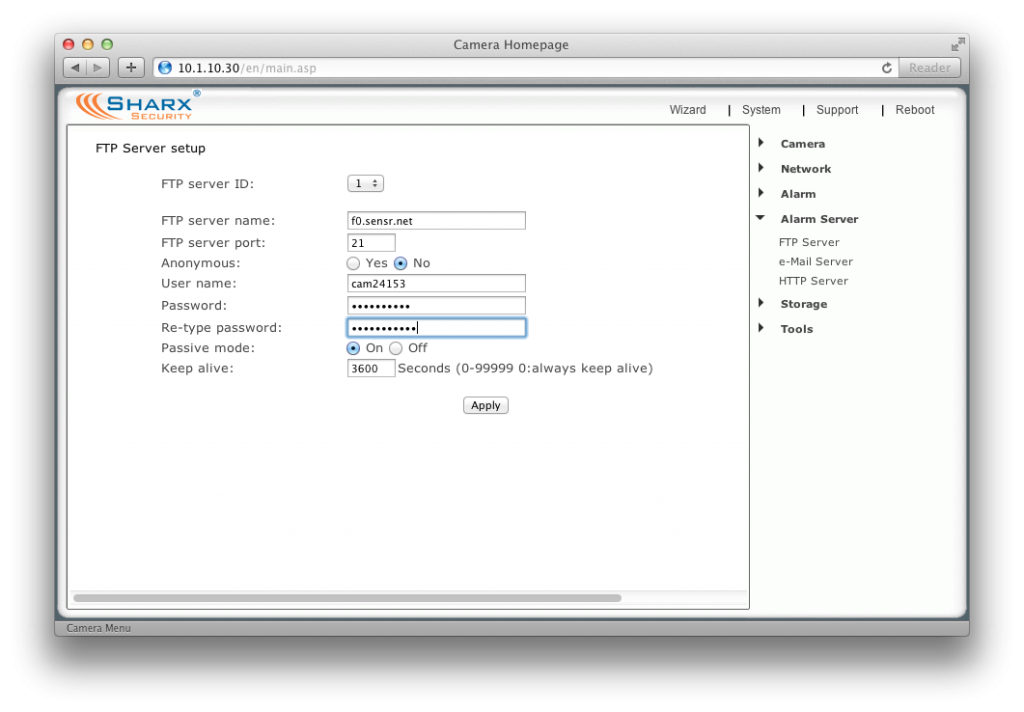 Camera Homepage
10.1.10.30/en/main.asp
Reader
SHARX®
SECURITY
Wizard | System | Support | Reboot
FTP Server setup
FTP server ID: 1
FTP server name: f0.sensr.net
FTP server port: 21
Anonymous: Yes No
User name: cam24153
Password: ••••••••••
Re-type password: •••••••••••
Passive mode: On Off
Keep alive: 3600 Seconds (0-99999 0:always keep alive)
Apply
Camera
Network
Alarm
Alarm Server
FTP Server
e-Mail Server
HTTP Server
Storage
Tools
Camera Menu